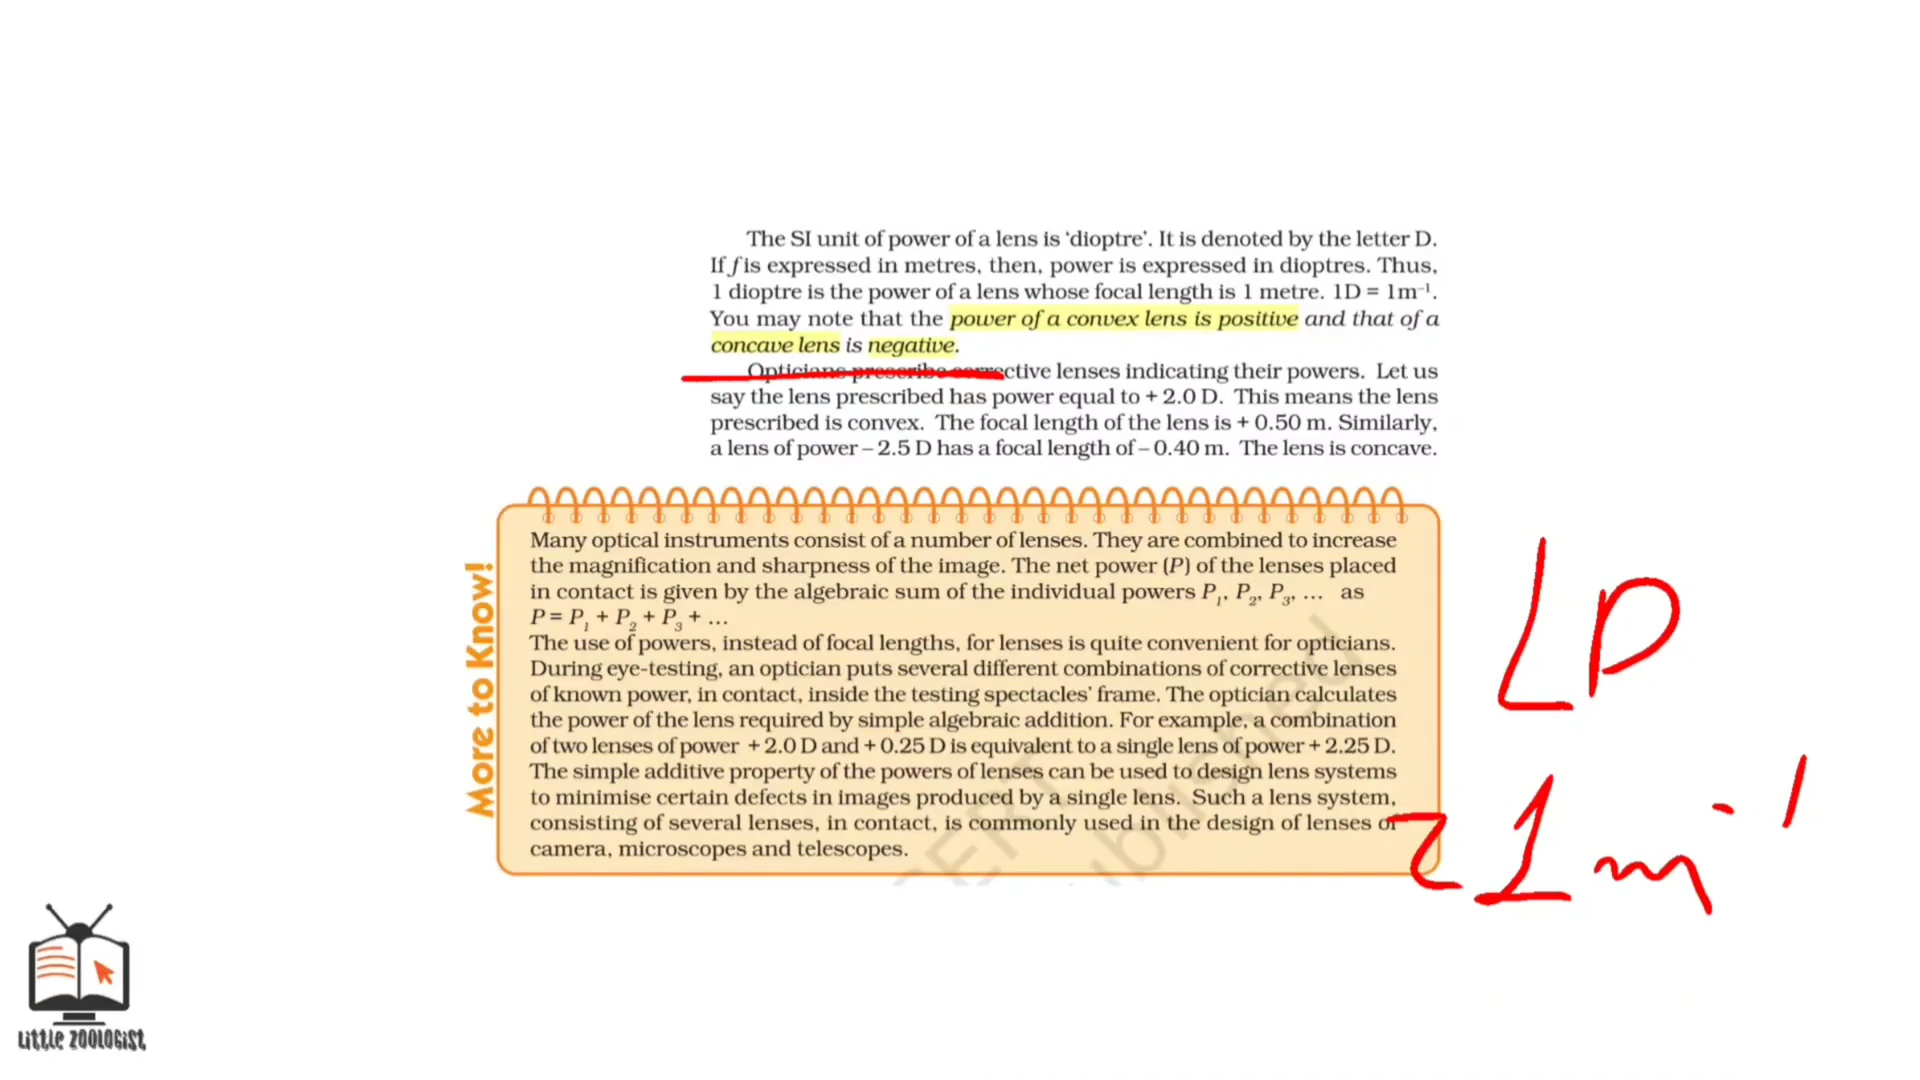 The SI unit of power of a lens is ‘dioptre’. It is denoted by the letter D.
If f is expressed in metres, then, power is expressed in dioptres. Thus,
1 dioptre is the power of a lens whose focal length is 1 metre. 1D = 1m⁻¹.
You may note that the power of a convex lens is positive and that of a
concave lens is negative.
Opticians prescribe corrective lenses indicating their powers. Let us
say the lens prescribed has power equal to + 2.0 D. This means the lens
prescribed is convex. The focal length of the lens is + 0.50 m. Similarly,
a lens of power – 2.5 D has a focal length of – 0.40 m. The lens is concave.
More to Know!
Many optical instruments consist of a number of lenses. They are combined to increase
the magnification and sharpness of the image. The net power (P) of the lenses placed
in contact is given by the algebraic sum of the individual powers P₁, P₂, P₃, … as
P = P₁ + P₂ + P₃ + …
The use of powers, instead of focal lengths, for lenses is quite convenient for opticians.
During eye-testing, an optician puts several different combinations of corrective lenses
of known power, in contact, inside the testing spectacles’ frame. The optician calculates
the power of the lens required by simple algebraic addition. For example, a combination
of two lenses of power + 2.0 D and + 0.25 D is equivalent to a single lens of power + 2.25 D.
The simple additive property of the powers of lenses can be used to design lens systems
to minimise certain defects in images produced by a single lens. Such a lens system,
consisting of several lenses, in contact, is commonly used in the design of lenses of
camera, microscopes and telescopes.
1D
= 1 m⁻¹
LITTLE ZOOLOGIST